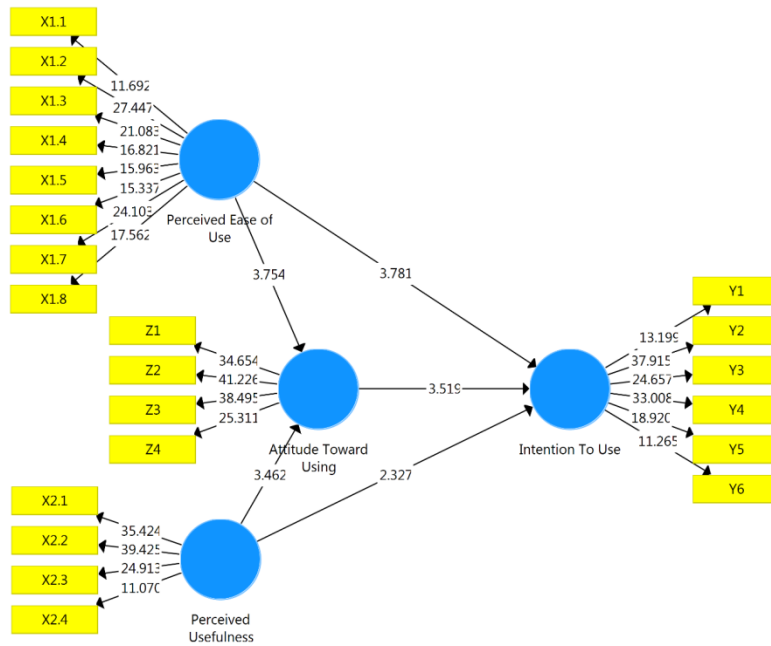 X1.1
X1.2
X1.3
X1.4
X1.5
X1.6
X1.7
X1.8
11.692
27.447
21.083
16.821
15.963
15.337
24.103
17.562
Perceived Ease of
Use
3.754
3.781
Z1
Z2
Z3
Z4
34.654
41.226
38.495
25.311
Attitude Toward
Using
3.519
3.462
2.327
Intention To Use
13.199
37.915
24.657
33.008
18.920
11.265
Y1
Y2
Y3
Y4
Y5
Y6
X2.1
X2.2
X2.3
X2.4
35.424
39.425
24.913
11.070
Perceived
Usefulness